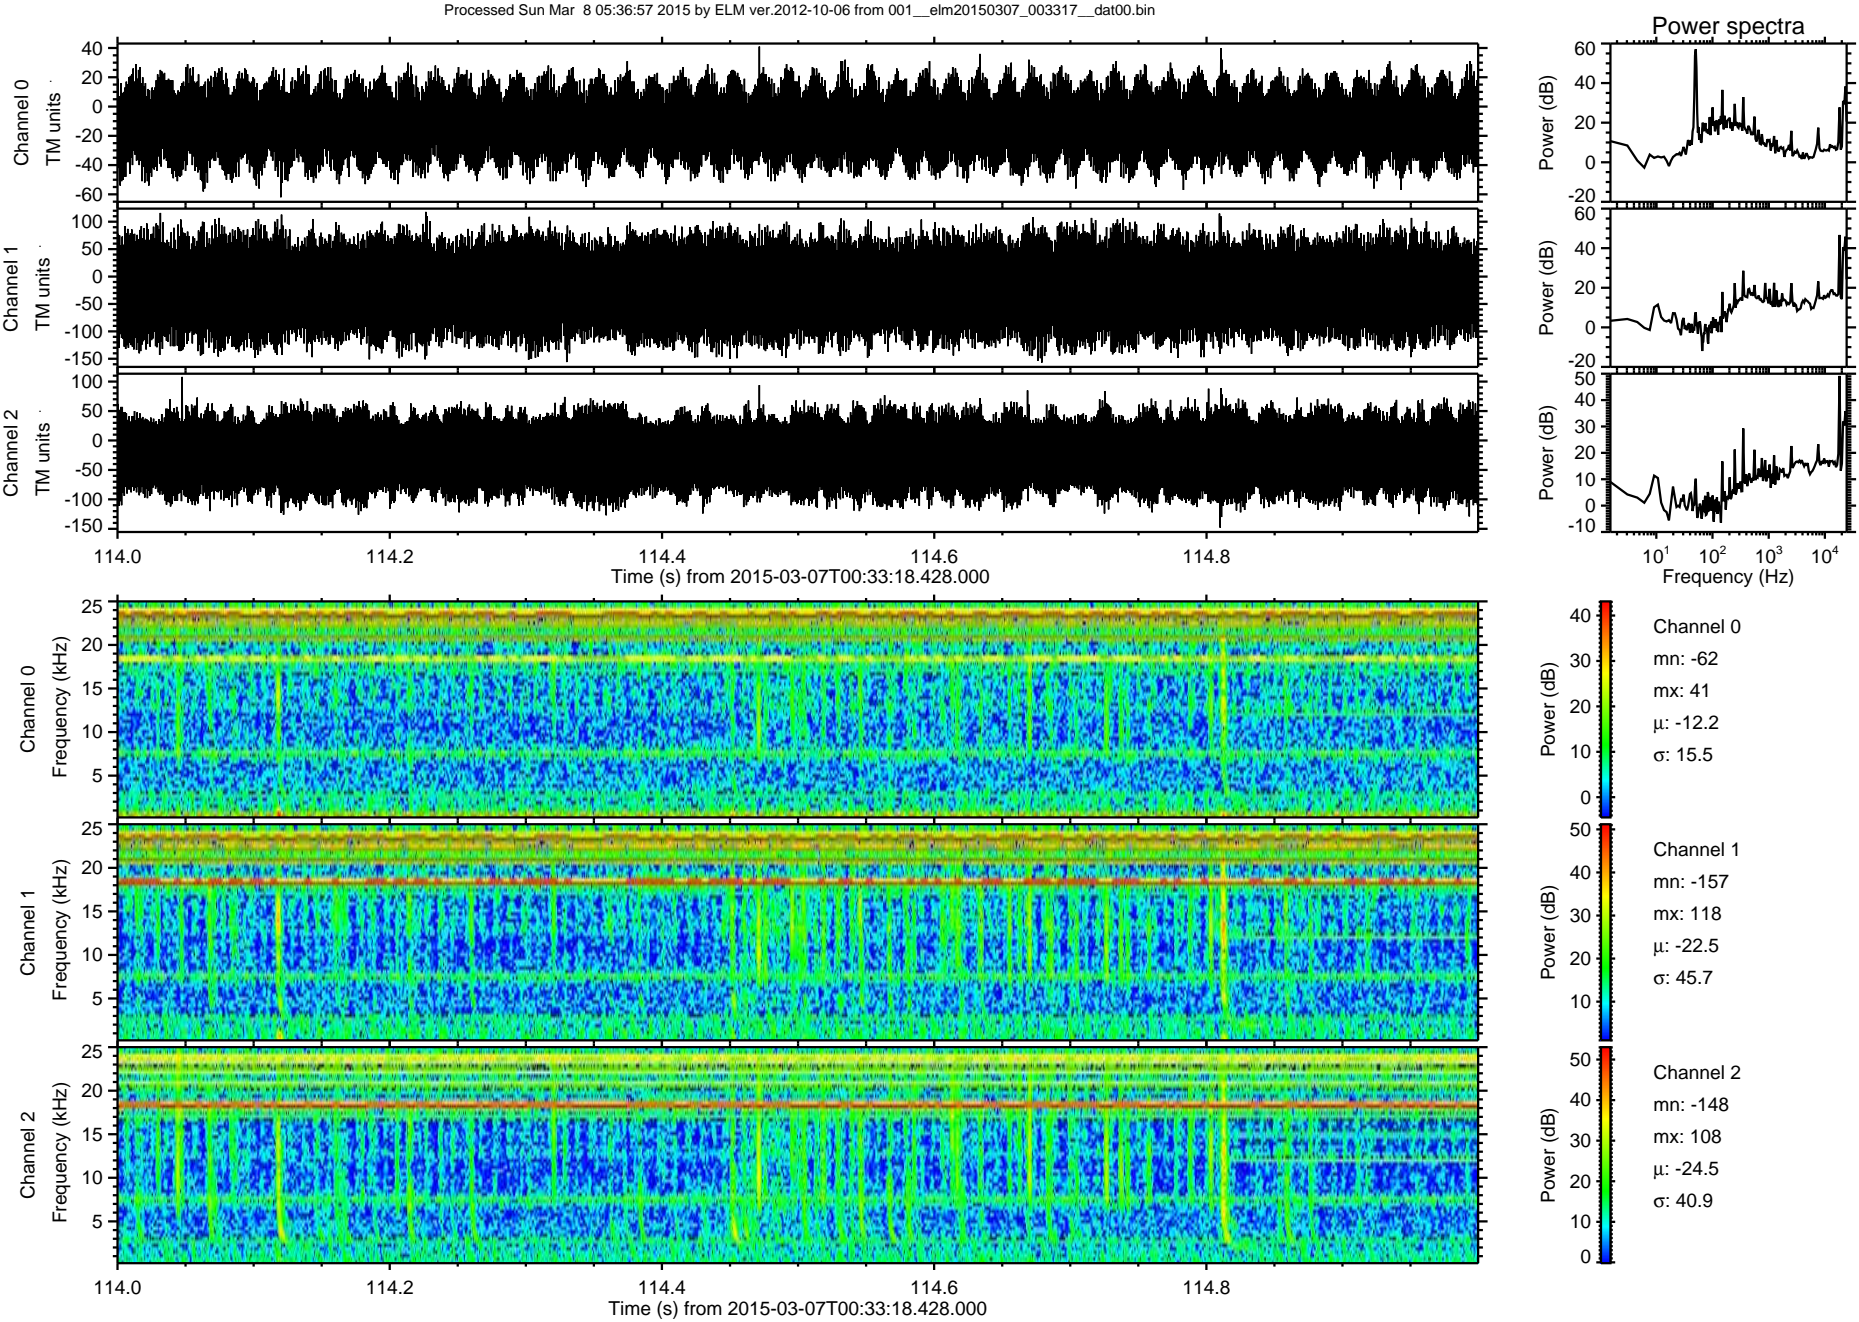 Processed Sun Mar  8 05:36:57 2015 by ELM ver.2012-10-06 from 001__elm20150307_003317__dat00.bin
Power spectra
Channel 0
TM units
40
20
0
-20
-40
-60
Power (dB)
60
40
20
0
-20
Channel 1
TM units
100
50
0
-50
-100
-150
Power (dB)
60
40
20
0
-20
Channel 2
TM units
100
50
0
-50
-100
-150
Power (dB)
50
40
30
20
10
0
-10
114.0 114.2 114.4 114.6 114.8
Time (s) from 2015-03-07T00:33:18.428.000
10¹ 10² 10³ 10⁴
Frequency (Hz)
Channel 0
Frequency (kHz)
25
20
15
10
5
Power (dB)
40
30
20
10
0
Channel 0
mn: -62
mx: 41
μ: -12.2
σ: 15.5
Channel 1
Frequency (kHz)
25
20
15
10
5
Power (dB)
50
40
30
20
10
Channel 1
mn: -157
mx: 118
μ: -22.5
σ: 45.7
Channel 2
Frequency (kHz)
25
20
15
10
5
Power (dB)
50
40
30
20
10
0
Channel 2
mn: -148
mx: 108
μ: -24.5
σ: 40.9
114.0 114.2 114.4 114.6 114.8
Time (s) from 2015-03-07T00:33:18.428.000